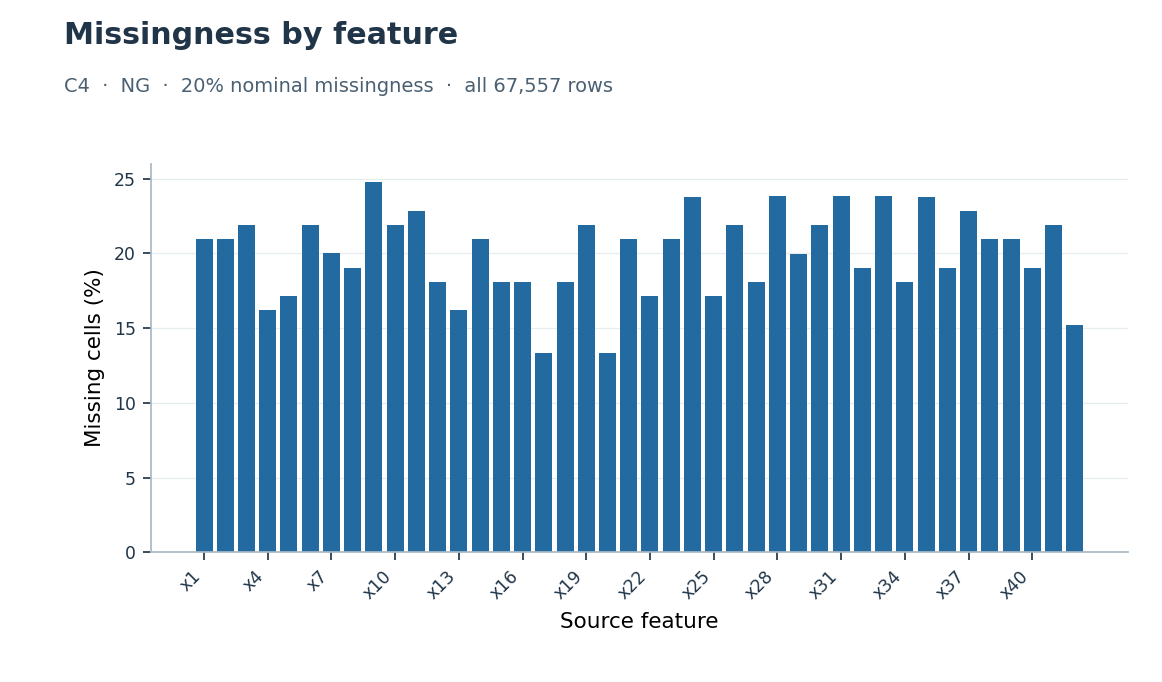 Missingness by feature
C4 · NG · 20% nominal missingness · all 67,557 rows
25
20
15
10
5
0
Missing cells (%)
x1 x4 x7 x10 x13 x16 x19 x22 x25 x28 x31 x34 x37 x40
Source feature